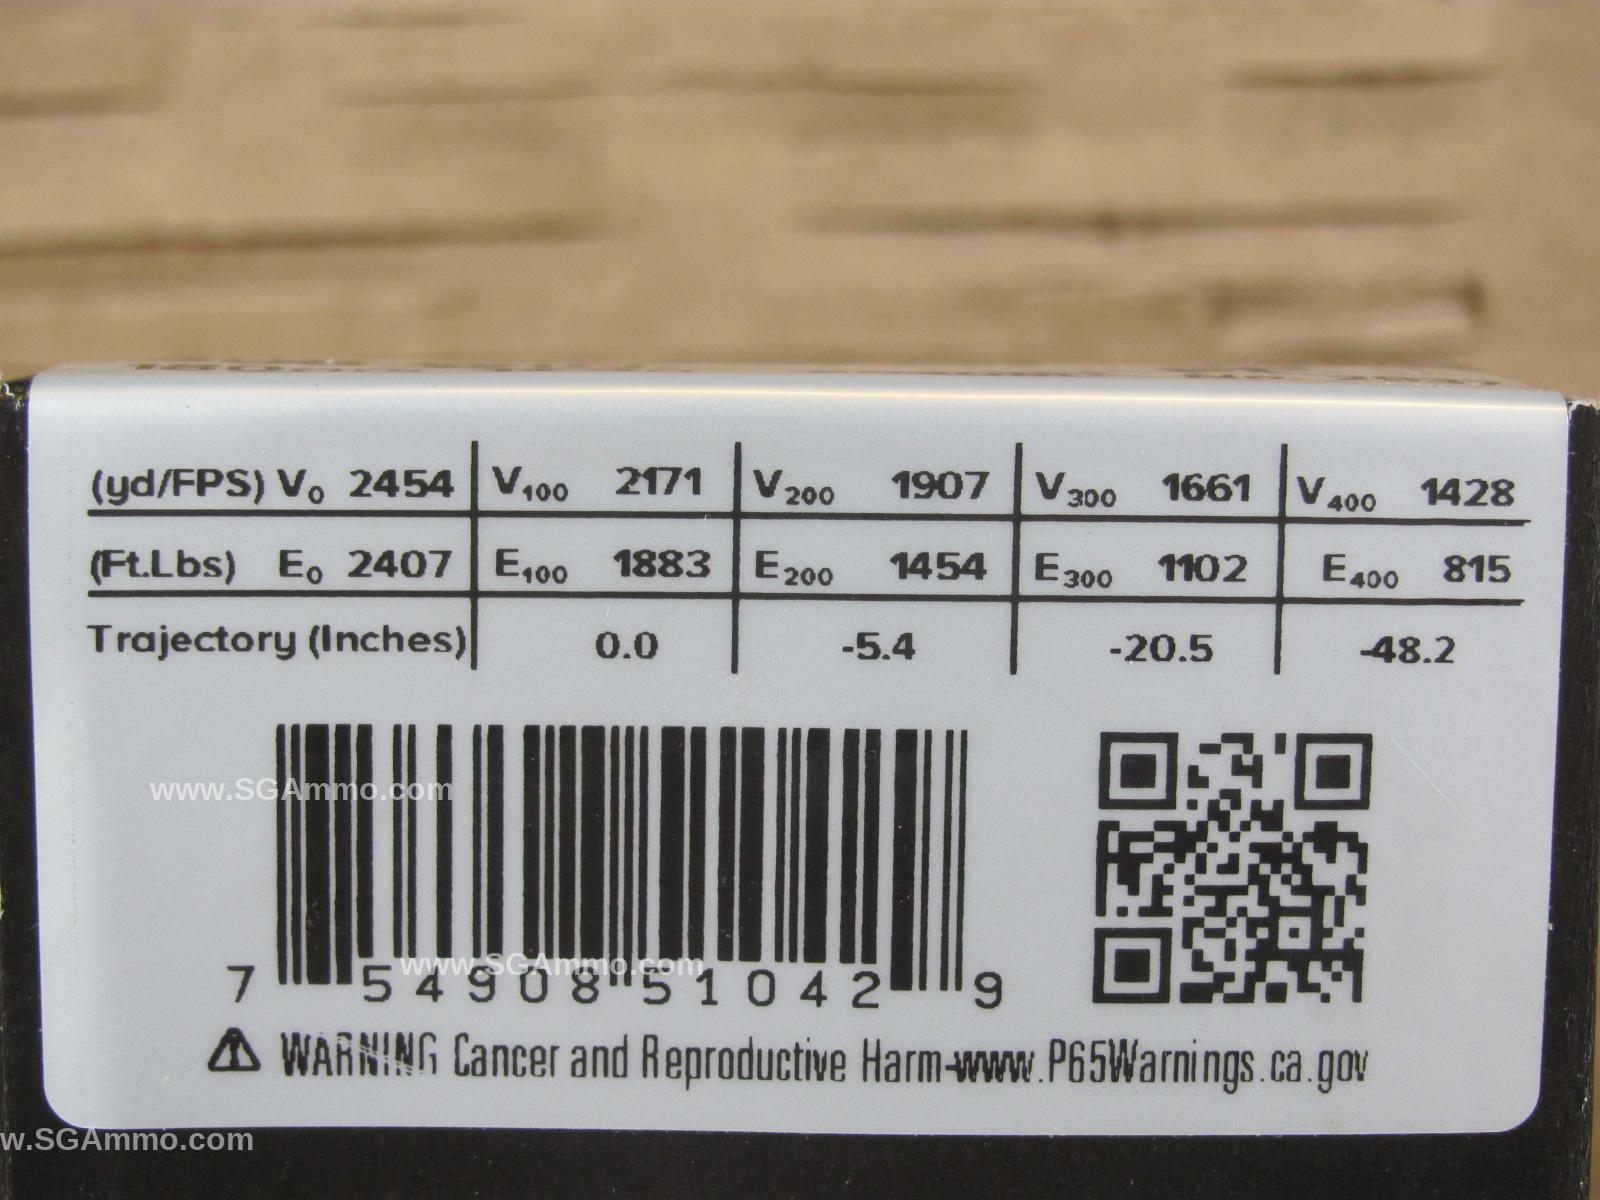 (yd/FPS) V0 2454 V100 2171 V200 1907 V300 1661 V400 1428
(Ft.Lbs) E0 2407 E100 1883 E200 1454 E300 1102 E400 815
Trajectory (Inches) 0.0 -5.4 -20.5 -48.2
www.SGAmmo.com
www.SGAmmo.com
7 54908 51042 9
WARNING Cancer and Reproductive Harm-www.P65Warnings.ca.gov
w.SGAmmo.com